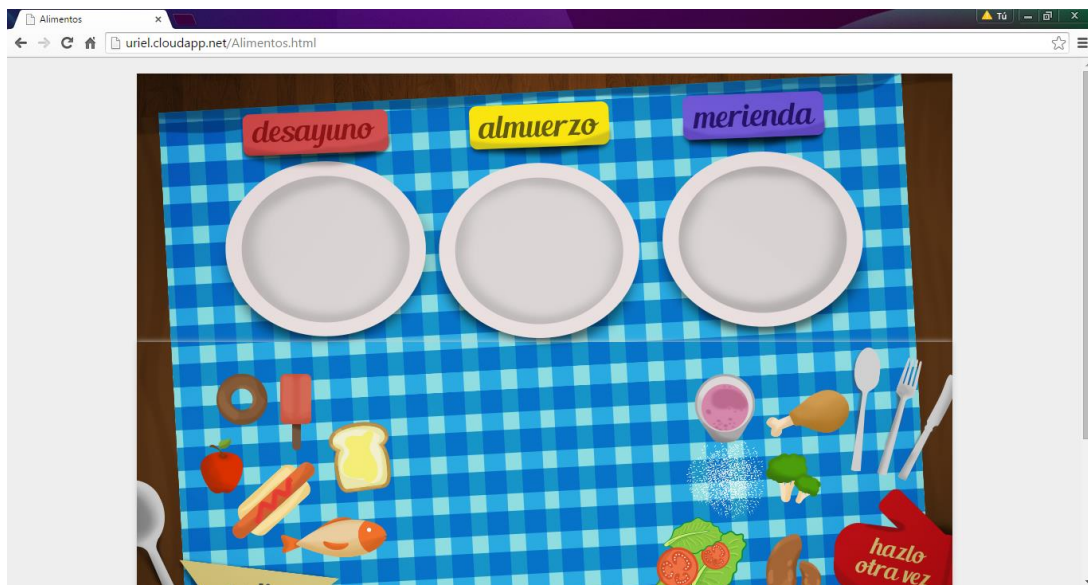 Alimentos
Tú
uriel.cloudapp.net/Alimentos.html
desayuno
almuerzo
merienda
hazlo
otra vez